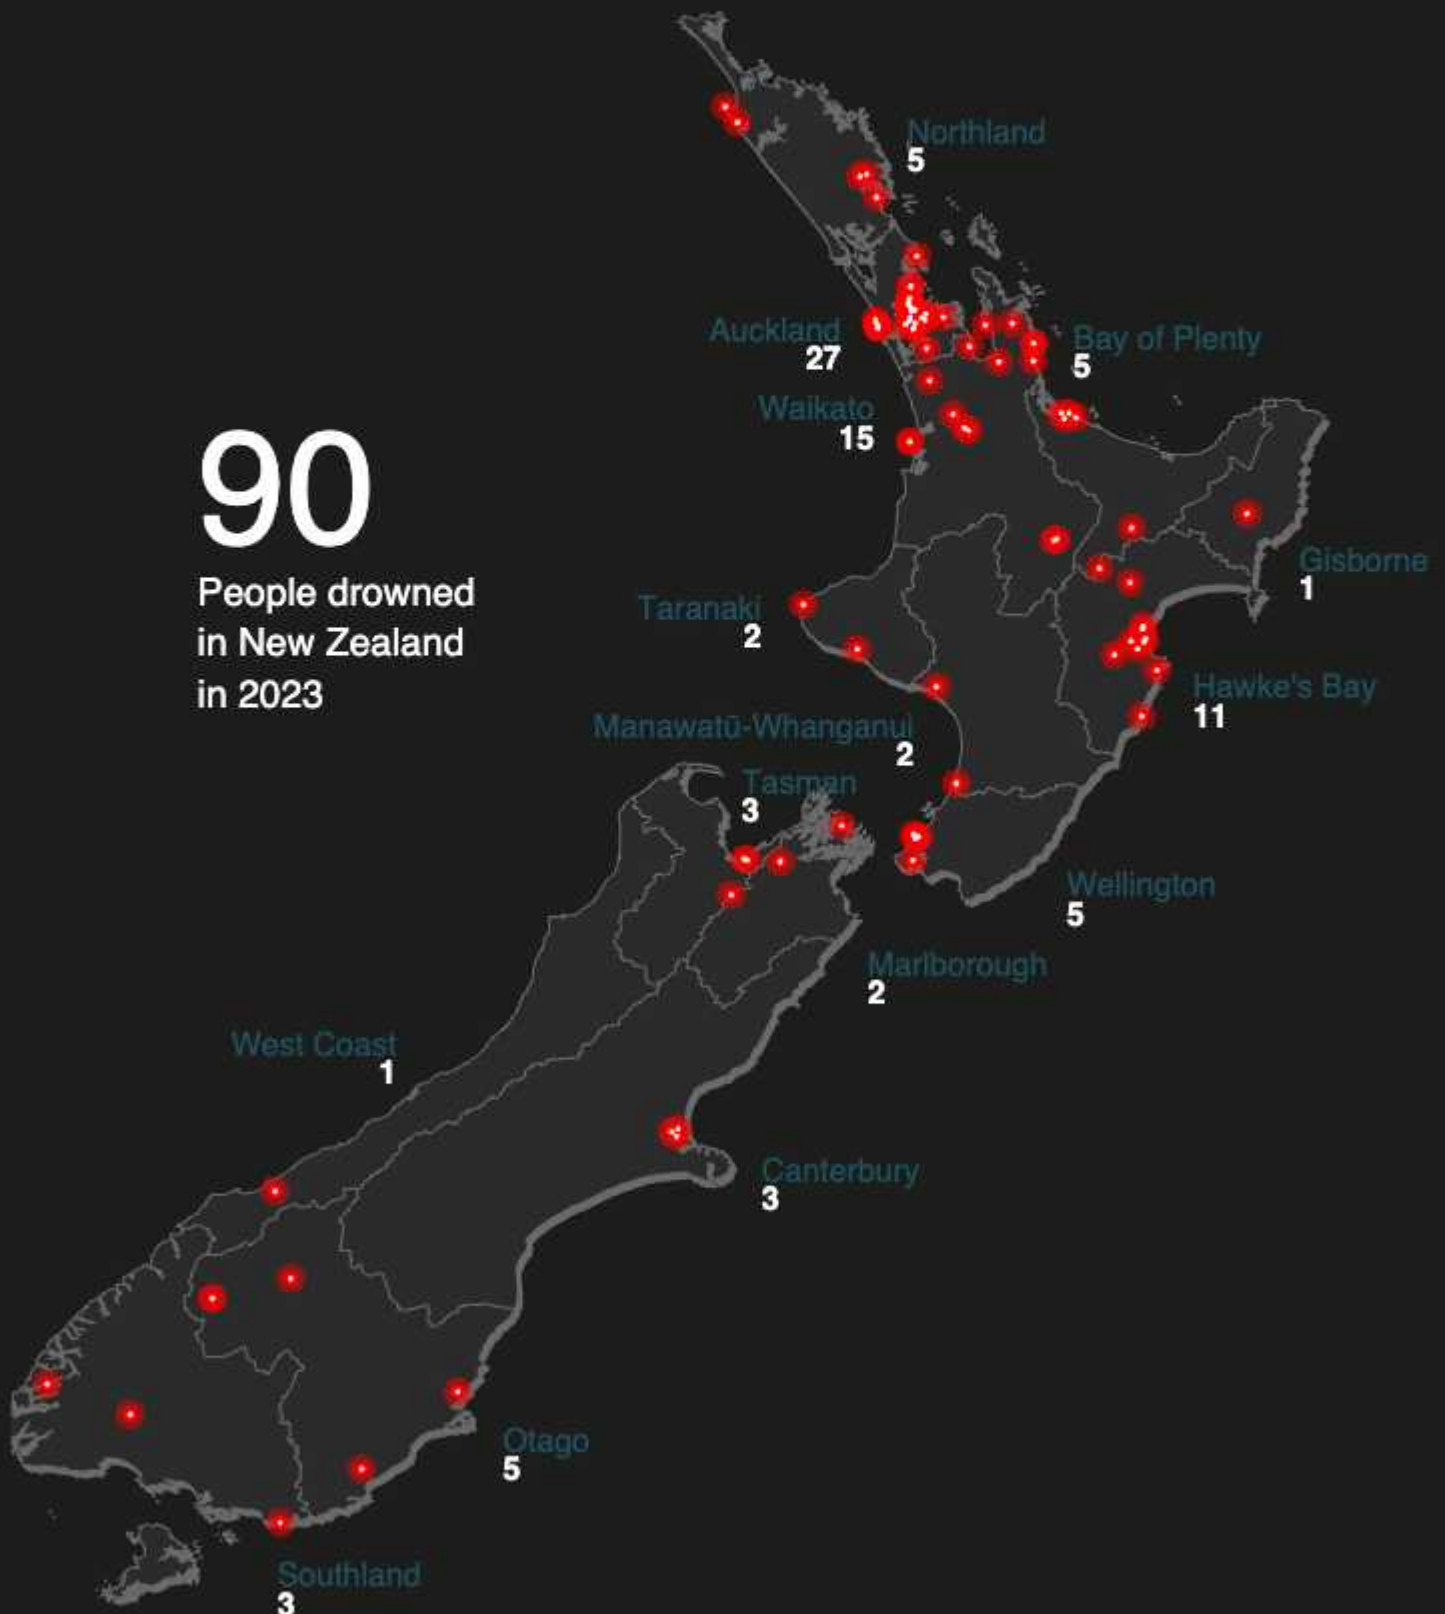 Northland
5
Auckland
27
Bay of Plenty
5
Waikato
15
90
People drowned
in New Zealand
in 2023
Gisborne
1
Taranaki
2
Hawke's Bay
11
Manawatū-Whanganui
2
Tasman
3
Wellington
5
Marlborough
2
West Coast
1
Canterbury
3
Otago
5
Southland
3